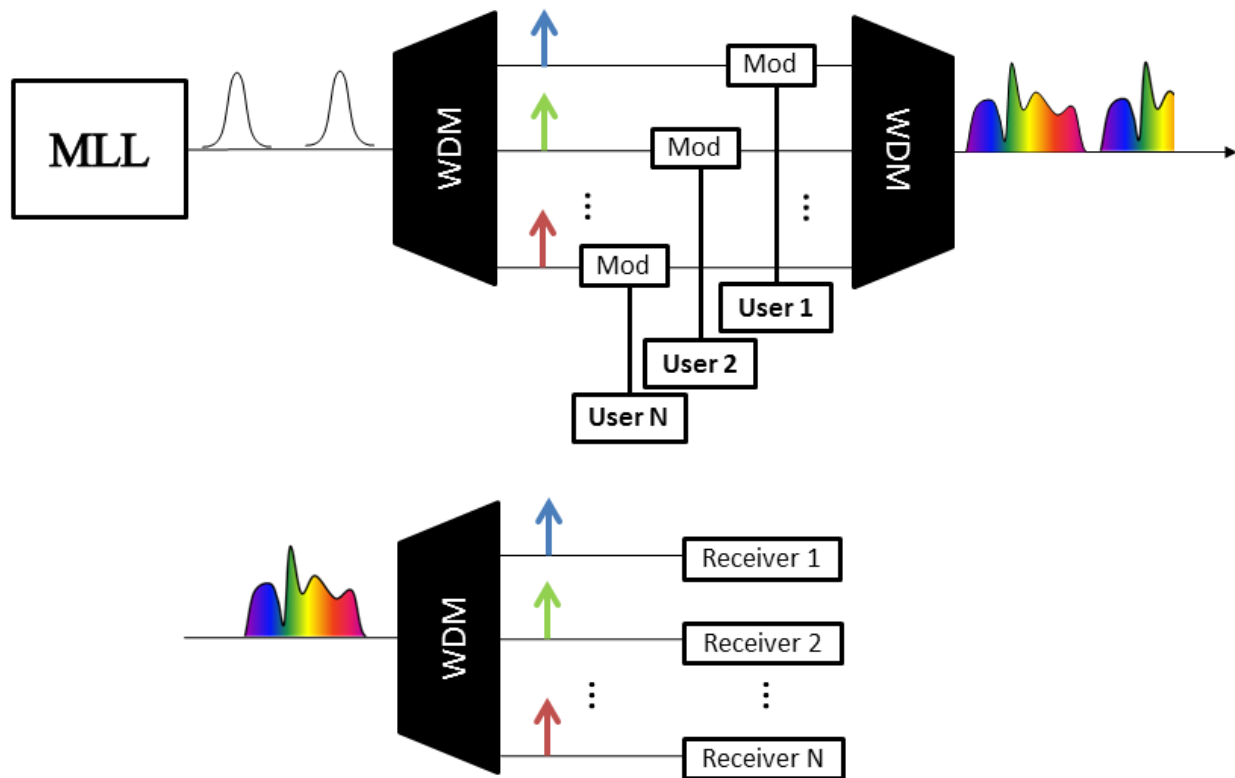 MLL
WDM
Mod
Mod
Mod
WDM
User 1
User 2
User N
WDM
Receiver 1
Receiver 2
Receiver N